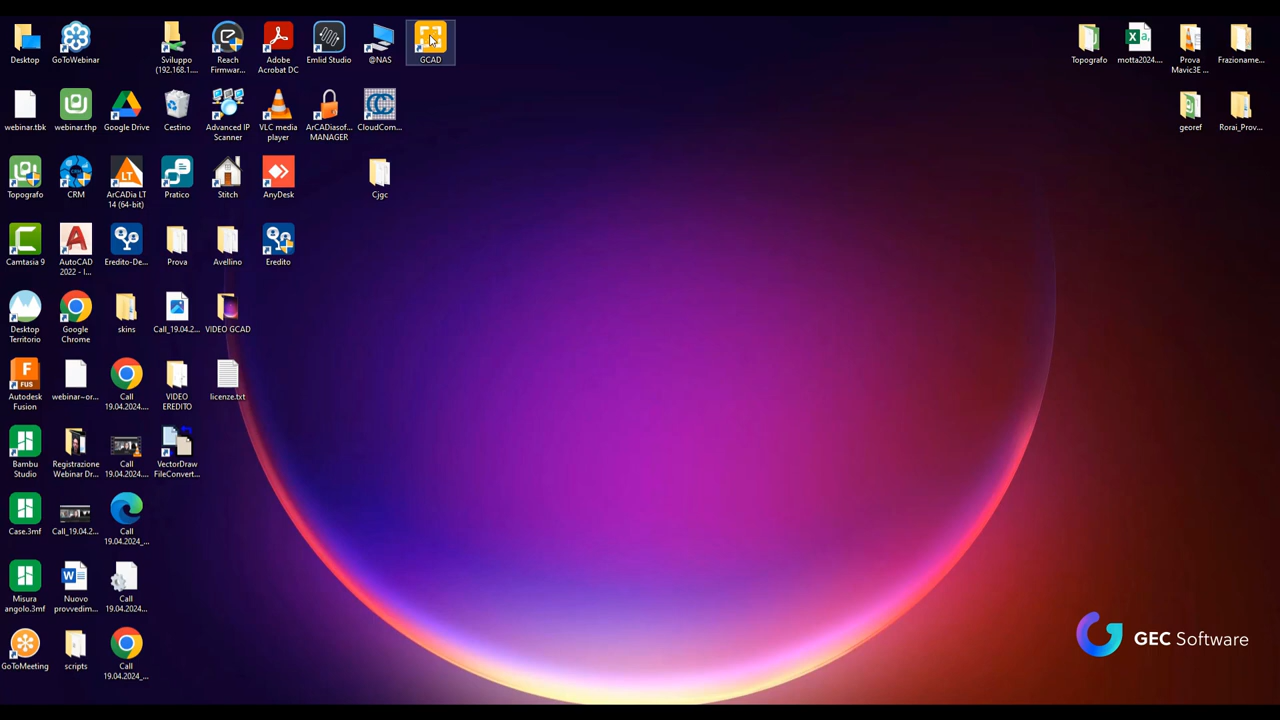 Desktop
GoToWebinar
Sviluppo
(192.168.1....
Reach
Firmwar...
Adobe
Acrobat DC
Emlid Studio
@NAS
GCAD
Topografo
motta2024....
Prova
Mavic3E ...
Frazioname...
webinar.tbk
webinar.thp
Google Drive
Cestino
Advanced IP
Scanner
VLC media
player
ArCADiasof...
MANAGER
CloudCom...
georef
Rorai_Prov...
Topografo
CRM
ArCADia LT
14 (64-bit)
Pratico
Stitch
AnyDesk
Cjgc
Camtasia 9
AutoCAD
2022 - I...
Eredito-De...
Prova
Avellino
Eredito
Desktop
Territorio
Google
Chrome
skins
Call_19.04.2...
VIDEO GCAD
Autodesk
Fusion
webinar~or...
Call
19.04.2024....
VIDEO
EREDITO
licenze.txt
Bambu
Studio
Registrazione
Webinar Dr...
Call
19.04.2024....
VectorDraw
FileConvert...
Case.3mf
Call_19.04.2...
Call
19.04.2024_...
Misura
angolo.3mf
Nuovo
provvedim...
Call
19.04.2024...
GoToMeeting
scripts
Call
19.04.2024_...
GEC Software